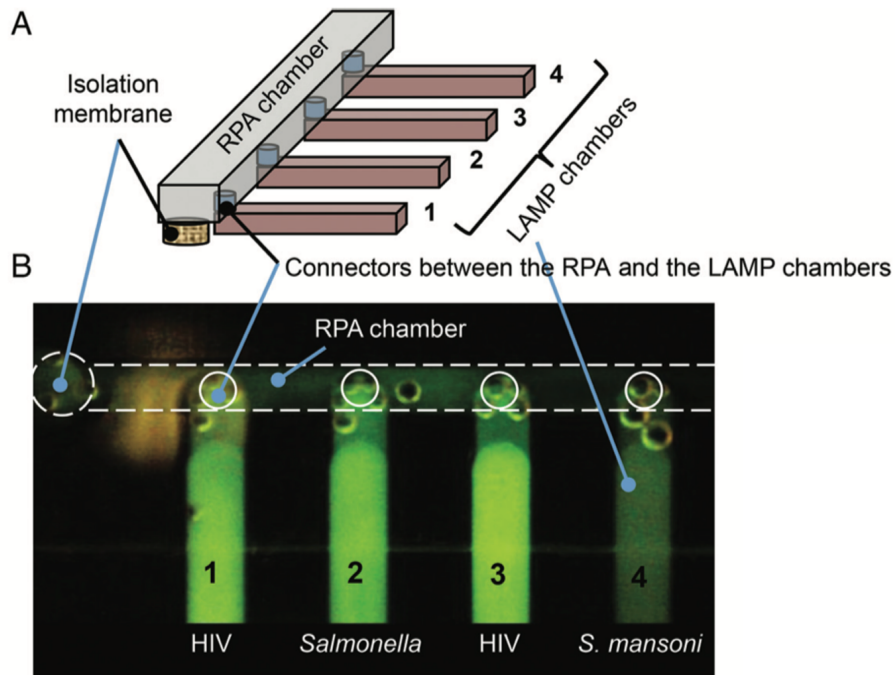 A
Isolation
membrane
RPA chamber
4
3
2
1
LAMP chambers
B
Connectors between the RPA and the LAMP chambers
RPA chamber
1 2 3 4
HIV Salmonella HIV S. mansoni